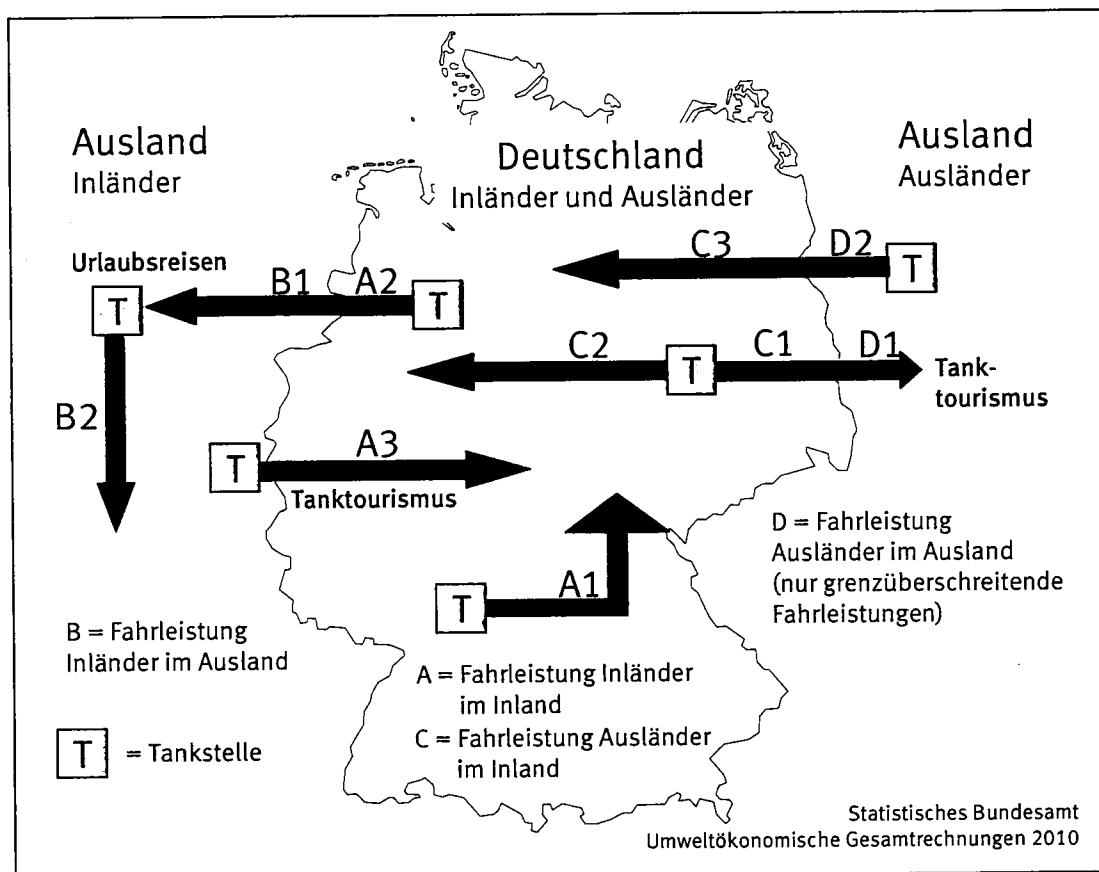 Ausland
Inländer
Deutschland
Inländer und Ausländer
Ausland
Ausländer
Urlaubsreisen
T
B1
A2
T
B2
C3
D2
T
C2
T
C1
D1
Tank-
tourismus
T
A3
Tanktourismus
T
A1
D = Fahrleistung
Ausländer im Ausland
(nur grenzüberschreitende
Fahrleistungen)
B = Fahrleistung
Inländer im Ausland
A = Fahrleistung Inländer
im Inland
C = Fahrleistung Ausländer
im Inland
T = Tankstelle
Statistisches Bundesamt
Umweltökonomische Gesamtrechnungen 2010